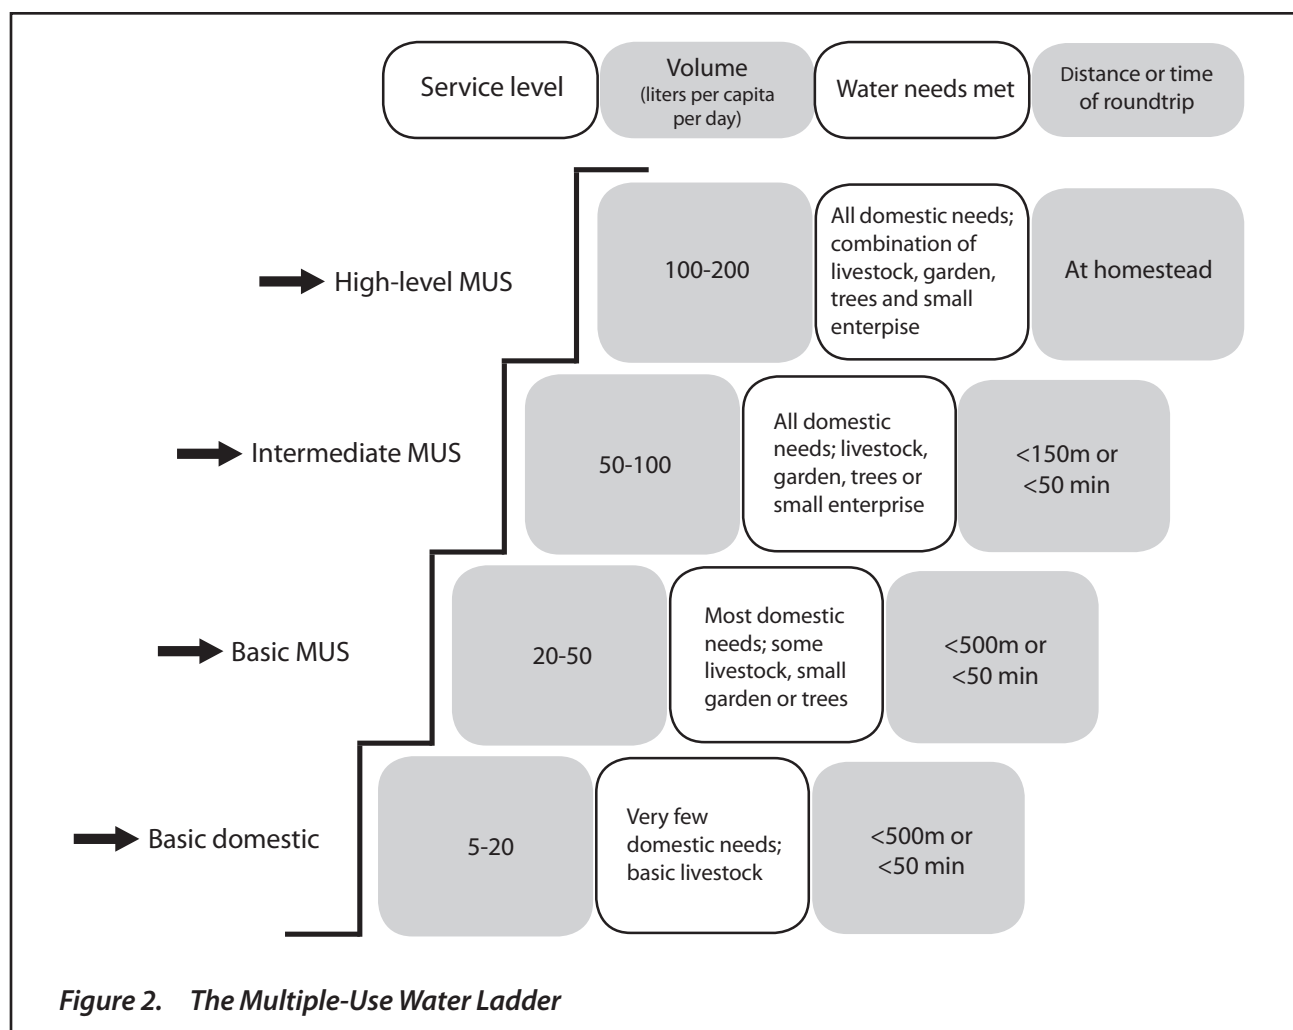 Service level
Volume
(liters per capita
per day)
Water needs met
Distance or time
of roundtrip
High-level MUS
100-200
All domestic needs;
combination of
livestock, garden,
trees and small
enterpise
At homestead
Intermediate MUS
50-100
All domestic
needs; livestock,
garden, trees or
small enterprise
<150m or
<50 min
Basic MUS
20-50
Most domestic
needs; some
livestock, small
garden or trees
<500m or
<50 min
Basic domestic
5-20
Very few
domestic needs;
basic livestock
<500m or
<50 min
Figure 2. The Multiple-Use Water Ladder